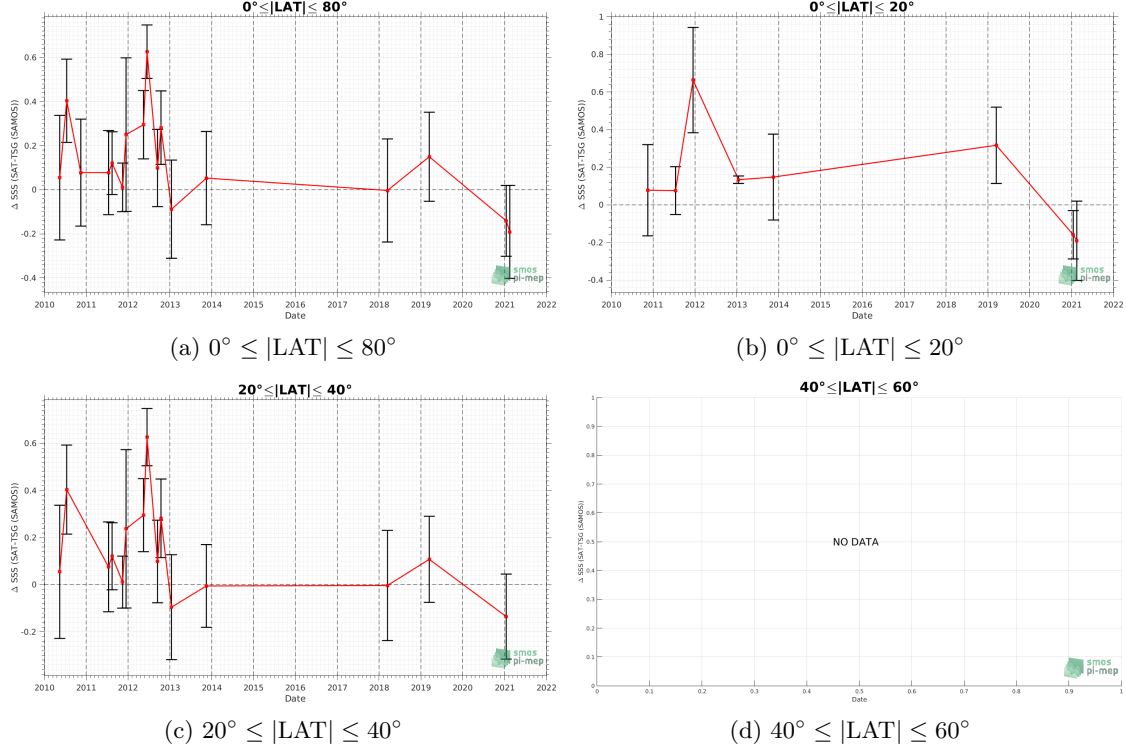 0°≤|LAT|≤ 80°
Δ SSS (SAT-TSG (SAMOS))
0.6
0.4
0.2
0
-0.2
-0.4
2010 2011 2012 2013 2014 2015 2016 2017 2018 2019 2020 2021 2022
Date
smos
pi-mep
(a) 0° ≤ |LAT| ≤ 80°
0°≤|LAT|≤ 20°
Δ SSS (SAT-TSG (SAMOS))
1
0.8
0.6
0.4
0.2
0
-0.2
-0.4
2010 2011 2012 2013 2014 2015 2016 2017 2018 2019 2020 2021 2022
Date
smos
pi-mep
(b) 0° ≤ |LAT| ≤ 20°
20°≤|LAT|≤ 40°
Δ SSS (SAT-TSG (SAMOS))
0.6
0.4
0.2
0
-0.2
2010 2011 2012 2013 2014 2015 2016 2017 2018 2019 2020 2021 2022
Date
smos
pi-mep
(c) 20° ≤ |LAT| ≤ 40°
40°≤|LAT|≤ 60°
Δ SSS (SAT-TSG (SAMOS))
1
0.9
0.8
0.7
0.6
0.5
0.4
0.3
0.2
0.1
0
NO DATA
0 0.1 0.2 0.3 0.4 0.5 0.6 0.7 0.8 0.9 1
Date
smos
pi-mep
(d) 40° ≤ |LAT| ≤ 60°